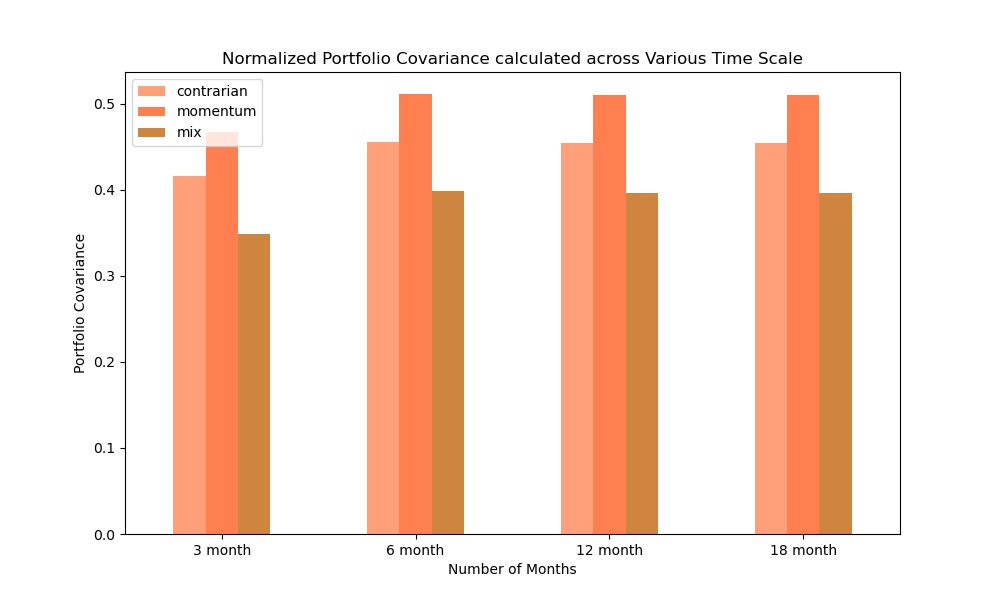 Normalized Portfolio Covariance calculated across Various Time Scale
contrarian
momentum
mix
0.5
0.4
0.3
0.2
0.1
0.0
Portfolio Covariance
3 month
6 month
12 month
18 month
Number of Months